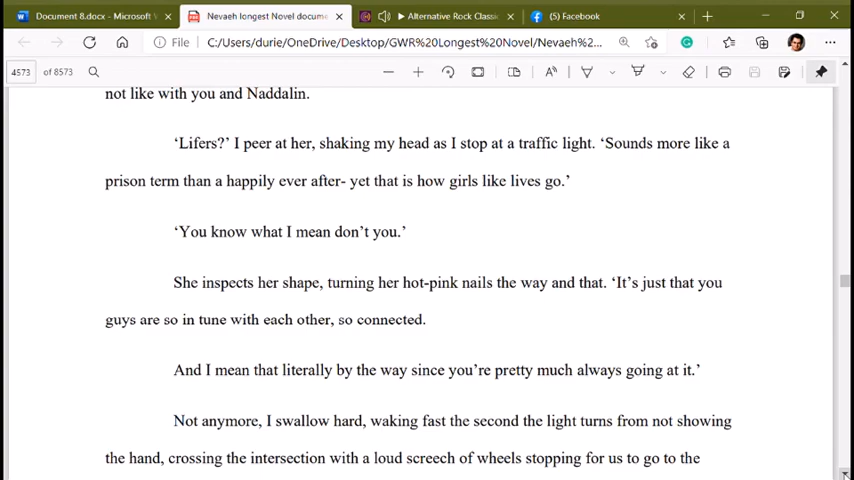 Document 8.docx - Microsoft V
Nevaeh longest Novel docume
Alternative Rock Classic
(5) Facebook
File
C:/Users/durie/OneDrive/Desktop/GWR%20Longest%20Novel/Nevaeh%2...
4573 of 8573
not like with you and Naddalin.
‘Lifers?’ I peer at her, shaking my head as I stop at a traffic light. ‘Sounds more like a
prison term than a happily ever after- yet that is how girls like lives go.’
‘You know what I mean don’t you.’
She inspects her shape, turning her hot-pink nails the way and that. ‘It’s just that you
guys are so in tune with each other, so connected.
And I mean that literally by the way since you’re pretty much always going at it.’
Not anymore, I swallow hard, waking fast the second the light turns from not showing
the hand, crossing the intersection with a loud screech of wheels stopping for us to go to the